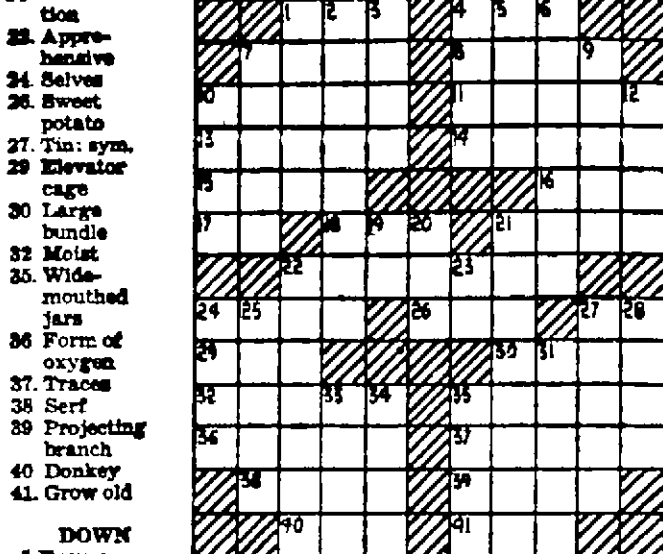 tion
22. Appre-
hensive
24. Selves
26. Sweet
potato
27. Tin: sym.
29 Elevator
cage
30 Large
bundle
32 Moist
35. Wide-
mouthed
jars
36 Form of
oxygen
37. Traces
38 Serf
39 Projecting
branch
40 Donkey
41. Grow old
DOWN
1 2 3 4 5 6
7 8 9
10 11 12
13 14
15 16
17 18 19 20 21
22 23
24 25 26 27 28
29 30 31
32 33 34 35
36 37
38 39
40 41